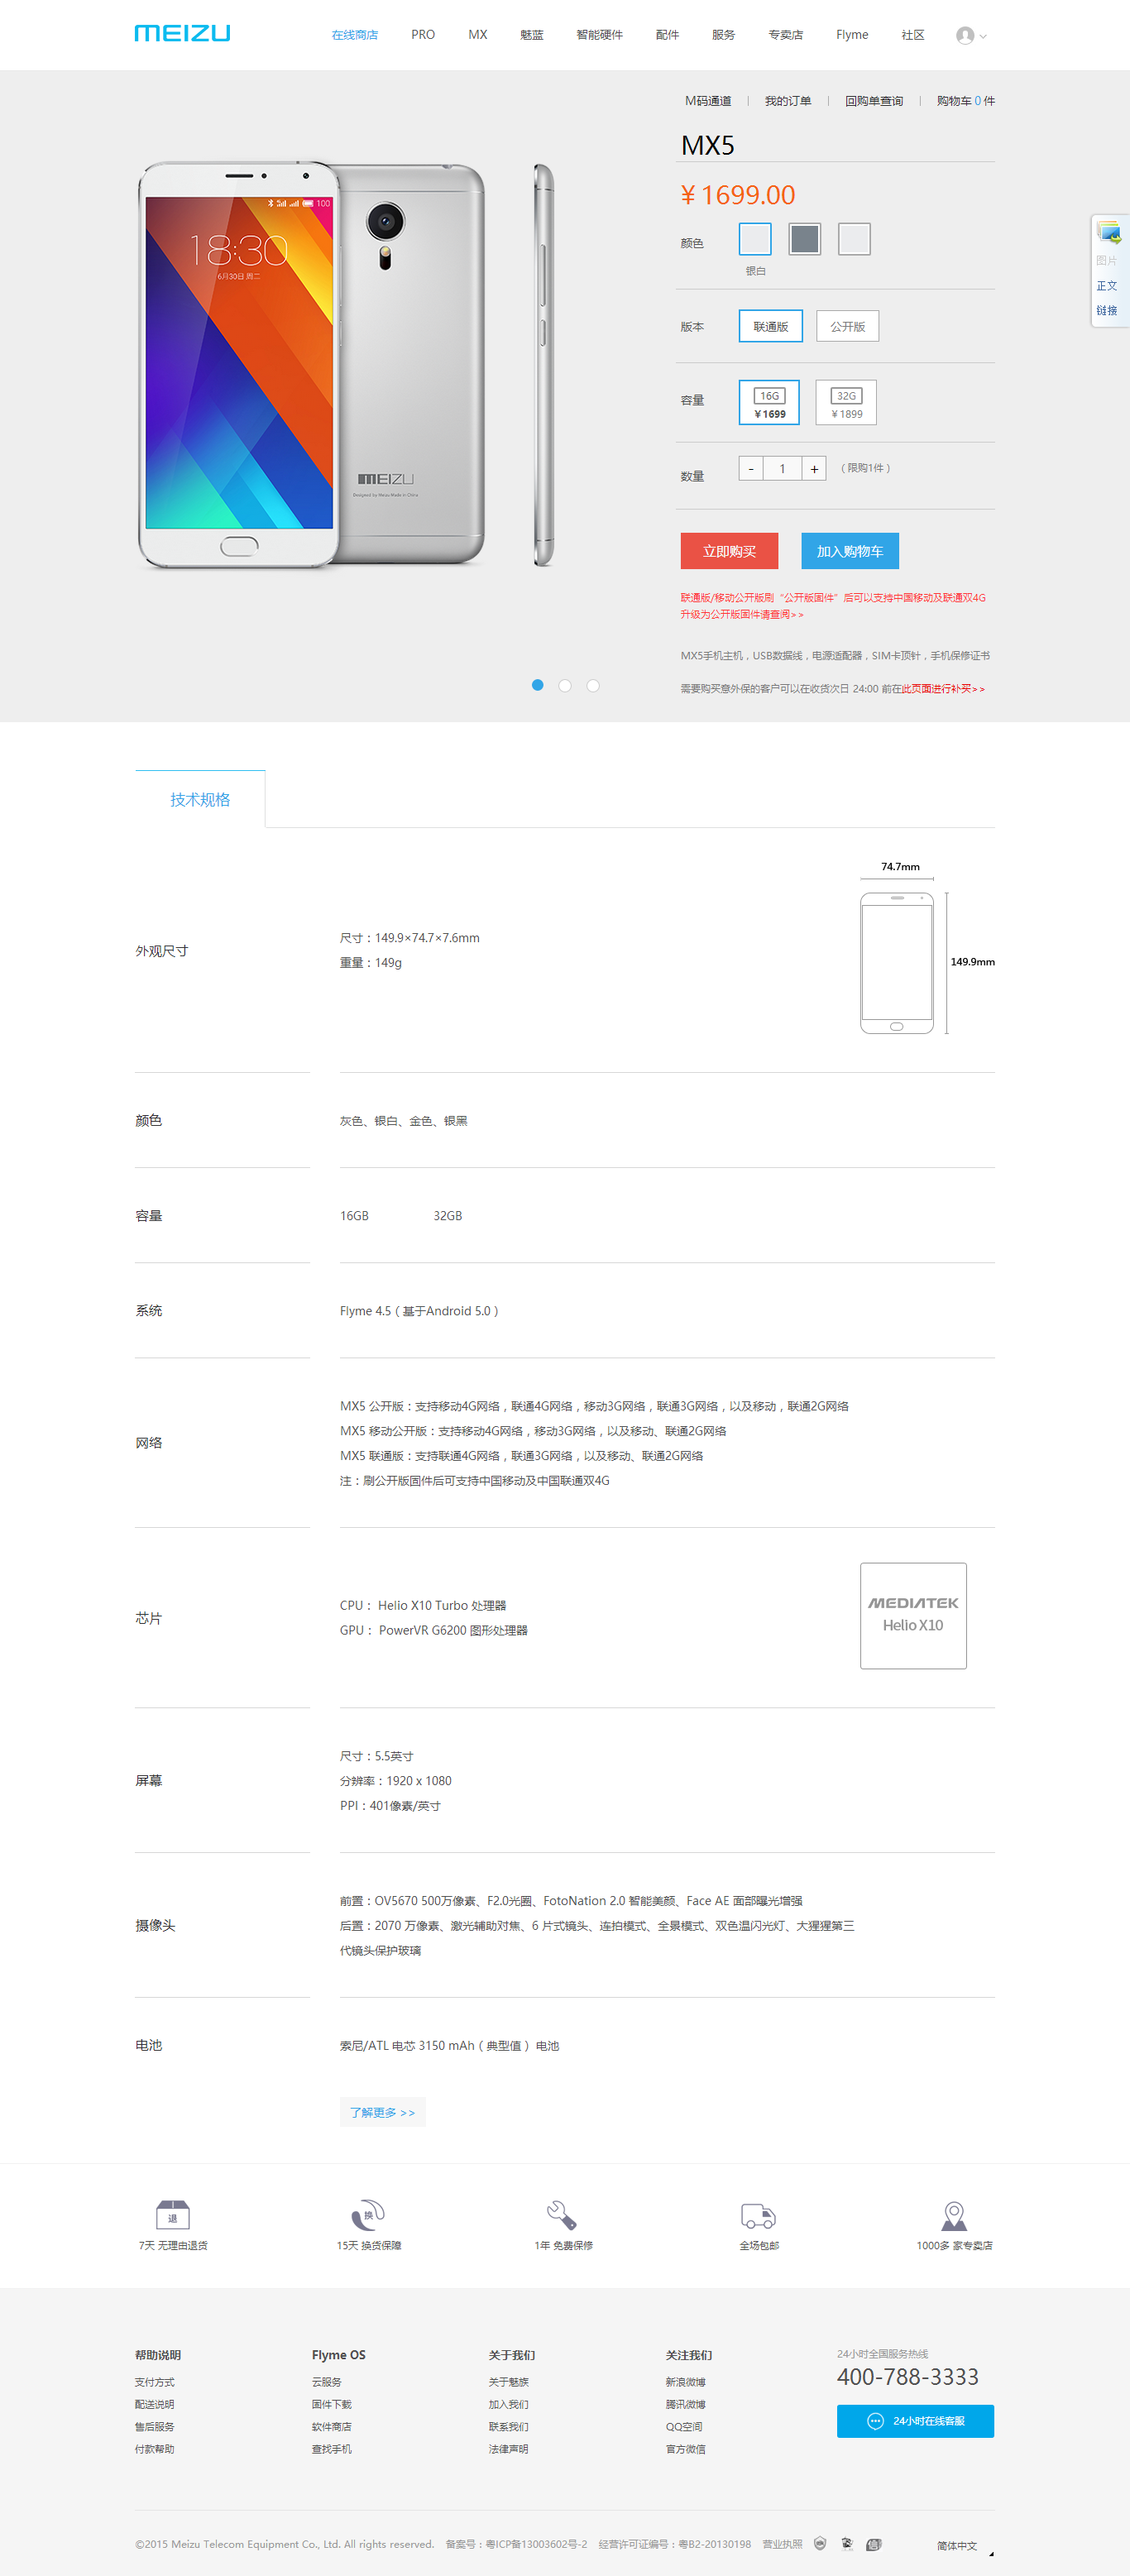 MEIZU
在线商店 PRO MX 魅蓝 智能硬件 配件 服务 专卖店 Flyme 社区
M码通道 | 我的订单 | 回购单查询 | 购物车 0 件
MX5
¥ 1699.00
颜色
银白
版本 联通版 公开版
容量 16G 32G
¥ 1699 ¥ 1899
数量 - 1 + （限购1件）
立即购买 加入购物车
联通版/移动公开版刷“公开版固件”后可以支持中国移动及联通双4G
升级为公开版固件请查阅>>
MX5手机主机，USB数据线，电源适配器，SIM卡顶针，手机保修证书
需要购买意外保的客户可以在收货次日 24:00 前在此页面进行补买>>
图片
正文
链接
100
18:30
6月30日 周二
MEIZU
Designed by Meizu Made in China
技术规格
74.7mm
149.9mm
外观尺寸
尺寸：149.9×74.7×7.6mm
重量：149g
颜色
灰色、银白、金色、银黑
容量
16GB 32GB
系统
Flyme 4.5（基于Android 5.0）
网络
MX5 公开版：支持移动4G网络，联通4G网络，移动3G网络，联通3G网络，以及移动，联通2G网络
MX5 移动公开版：支持移动4G网络，移动3G网络，以及移动、联通2G网络
MX5 联通版：支持联通4G网络，联通3G网络，以及移动、联通2G网络
注：刷公开版固件后可支持中国移动及中国联通双4G
芯片
CPU： Helio X10 Turbo 处理器
GPU： PowerVR G6200 图形处理器
MEDIATEK
Helio X10
屏幕
尺寸：5.5英寸
分辨率：1920 x 1080
PPI：401像素/英寸
摄像头
前置：OV5670 500万像素、F2.0光圈、FotoNation 2.0 智能美颜、Face AE 面部曝光增强
后置：2070 万像素、激光辅助对焦、6 片式镜头、连拍模式、全景模式、双色温闪光灯、大猩猩第三
代镜头保护玻璃
电池
索尼/ATL 电芯 3150 mAh（典型值） 电池
了解更多 >>
退 换
7天 无理由退货 15天 换货保障 1年 免费保修 全场包邮 1000多 家专卖店
帮助说明 Flyme OS 关于我们 关注我们
支付方式 云服务 关于魅族 新浪微博
配送说明 固件下载 加入我们 腾讯微博
售后服务 软件商店 联系我们 QQ空间
付款帮助 查找手机 法律声明 官方微信
24小时全国服务热线
400-788-3333
24小时在线客服
©2015 Meizu Telecom Equipment Co., Ltd. All rights reserved. 备案号：粤ICP备13003602号-2 经营许可证编号：粤B2-20130198 营业执照 简体中文